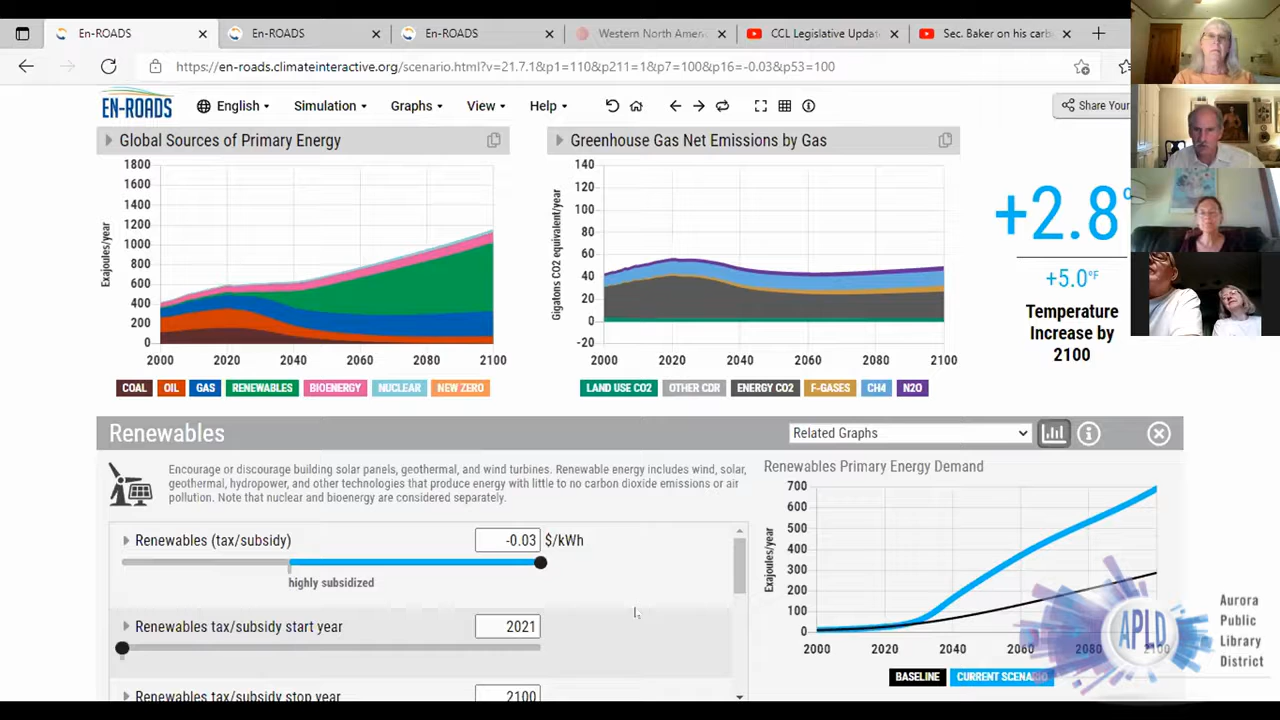 En-ROADS
En-ROADS
En-ROADS
Western North Ame
CCL Legislative Updat
Sec. Baker on his carb
https://en-roads.climateinteractive.org/scenario.html?v=21.7.1&p1=110&p211=1&p7=100&p16=-0.03&p53=100
EN-ROADS
English
Simulation
Graphs
View
Help
Share Your
Global Sources of Primary Energy
Greenhouse Gas Net Emissions by Gas
1800
1600
1400
1200
1000
800
600
400
200
0
Exajoules/year
2000
2020
2040
2060
2080
2100
COAL
OIL
GAS
RENEWABLES
BIOENERGY
NUCLEAR
NEW ZERO
140
120
100
80
60
40
20
0
-20
Gigatons CO2 equivalent/year
2000
2020
2040
2060
2080
2100
LAND USE CO2
OTHER CDR
ENERGY CO2
F-GASES
CH4
N2O
+2.8°
+5.0°F
Temperature
Increase by
2100
Renewables
Related Graphs
Encourage or discourage building solar panels, geothermal, and wind turbines. Renewable energy includes wind, solar,
geothermal, hydropower, and other technologies that produce energy with little to no carbon dioxide emissions or air
pollution. Note that nuclear and bioenergy are considered separately.
Renewables (tax/subsidy)
-0.03
$/kWh
highly subsidized
Renewables tax/subsidy start year
2021
Renewables tax/subsidy stop year
2100
Renewables Primary Energy Demand
700
600
500
400
300
200
100
0
Exajoules/year
2000
2020
2040
2060
2080
2100
BASELINE
CURRENT SCENARIO
APLD
Aurora
Public
Library
District